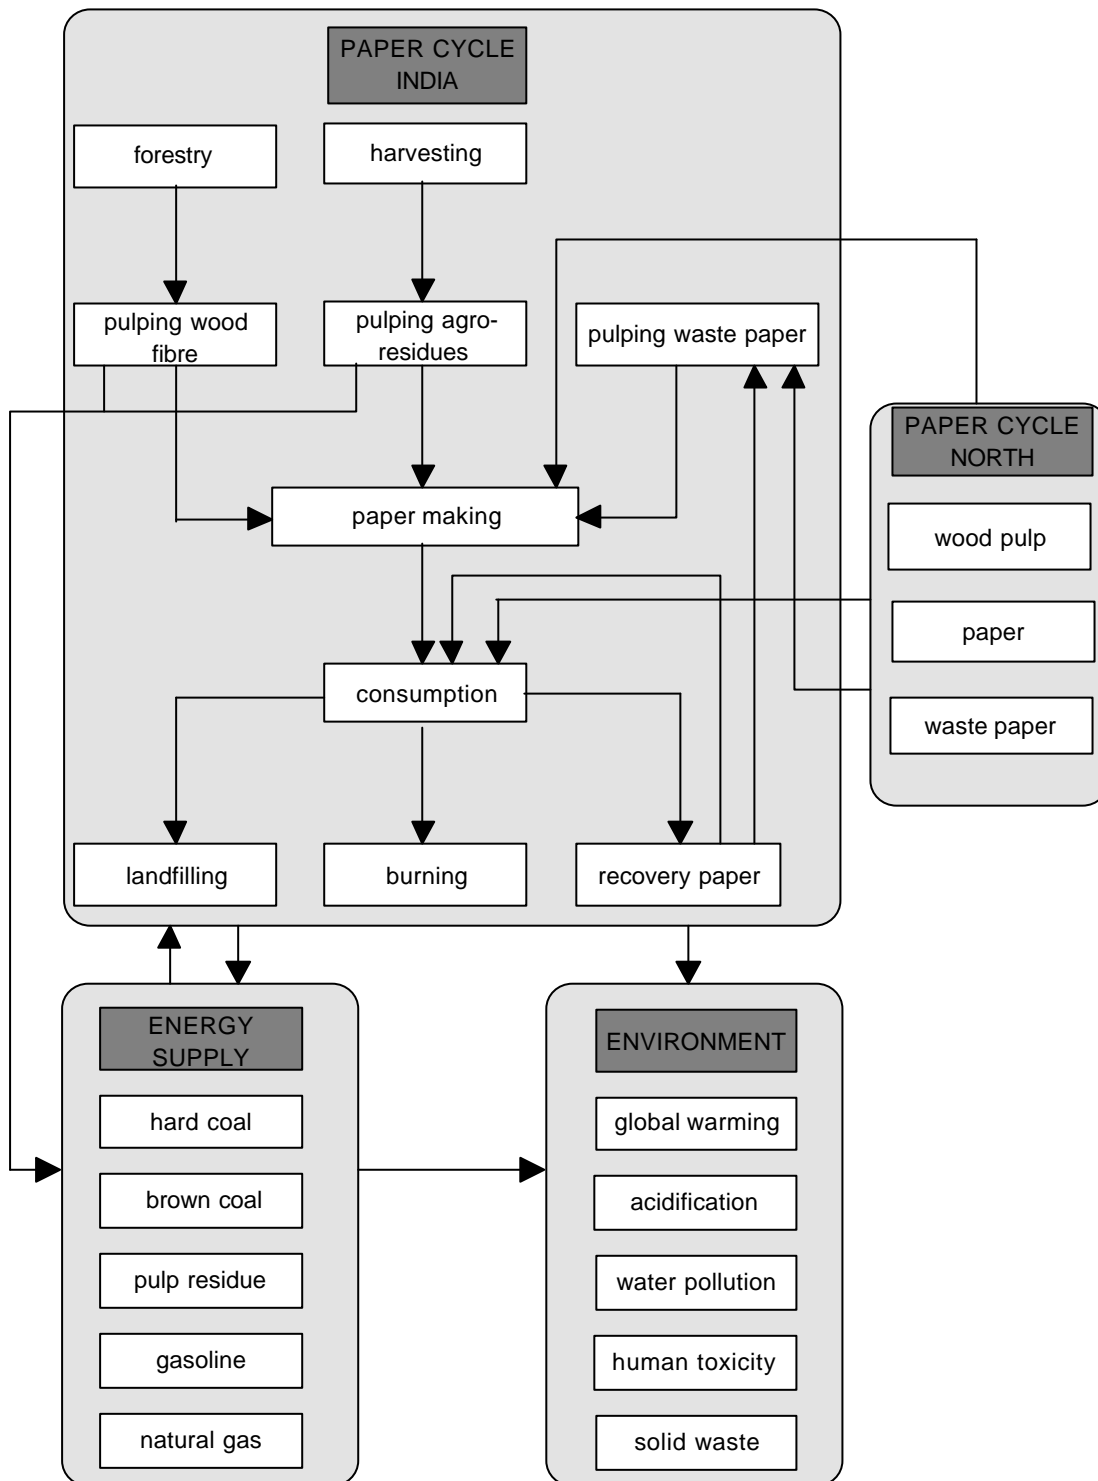 PAPER CYCLE
INDIA
forestry
harvesting
pulping wood
fibre
pulping agro-
residues
pulping waste paper
PAPER CYCLE
NORTH
wood pulp
paper making
paper
consumption
waste paper
landfilling
burning
recovery paper
ENERGY
SUPPLY
hard coal
brown coal
pulp residue
gasoline
natural gas
ENVIRONMENT
global warming
acidification
water pollution
human toxicity
solid waste